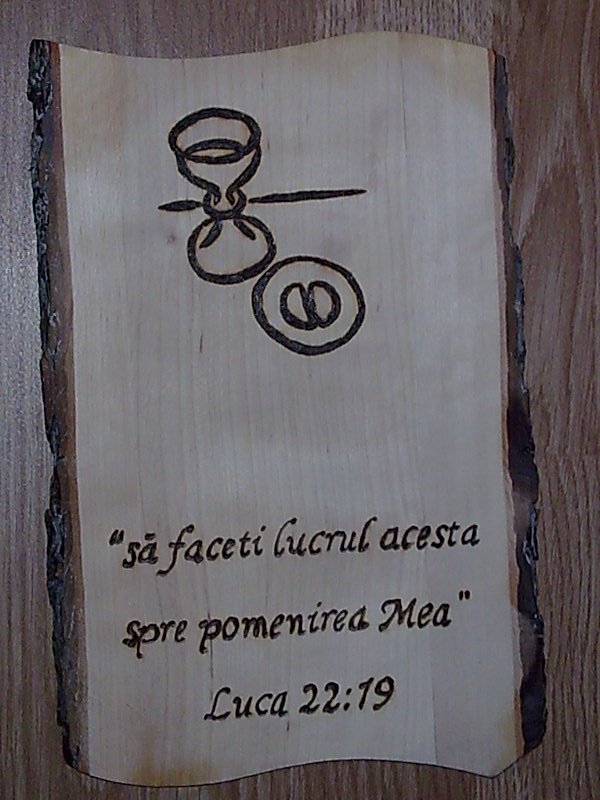 "să faceti lucrul acesta
spre pomenirea Mea"
Luca 22:19